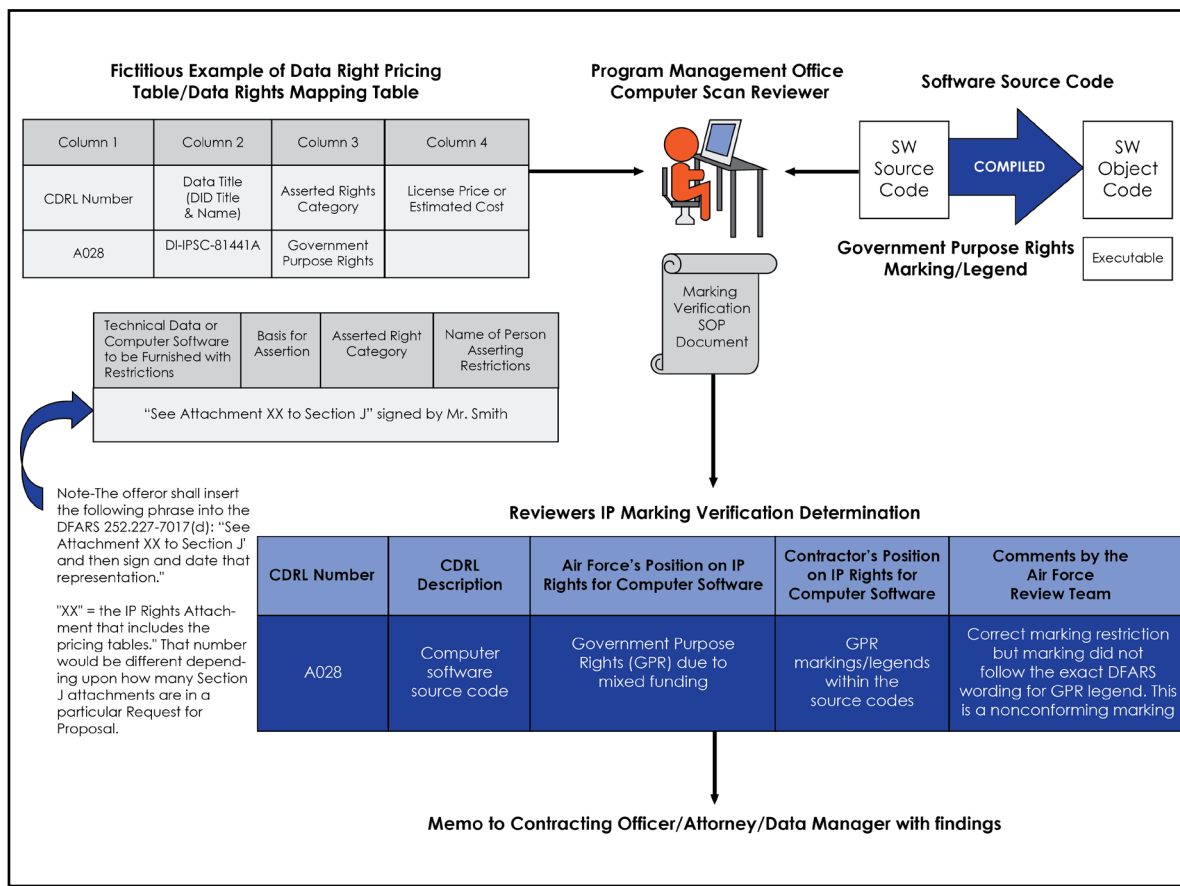 Fictitious Example of Data Right Pricing
Table/Data Rights Mapping Table
Column 1
Column 2
Column 3
Column 4
CDRL Number
Data Title
(DID Title
& Name)
Asserted Rights
Category
License Price or
Estimated Cost
A028
DI-IPSC-81441A
Government
Purpose Rights
Program Management Office
Computer Scan Reviewer
Software Source Code
SW
Source
Code
COMPILED
SW
Object
Code
Government Purpose Rights
Marking/Legend
Executable
Marking
Verification
SOP
Document
Technical Data or
Computer Software
to be Furnished with
Restrictions
Basis for
Assertion
Asserted Right
Category
Name of Person
Asserting
Restrictions
“See Attachment XX to Section J” signed by Mr. Smith
Note-The offeror shall insert
the following phrase into the
DFARS 252.227-7017(d): “See
Attachment XX to Section J'
and then sign and date that
representation."
"XX" = the IP Rights Attach-
ment that includes the
pricing tables." That number
would be different depend-
ing upon how many Section
J attachments are in a
particular Request for
Proposal.
Reviewers IP Marking Verification Determination
CDRL Number
CDRL
Description
Air Force’s Position on IP
Rights for Computer Software
Contractor’s Position
on IP Rights for
Computer Software
Comments by the
Air Force
Review Team
A028
Computer
software
source code
Government Purpose
Rights (GPR) due to
mixed funding
GPR
markings/legends
within the
source codes
Correct marking restriction
but marking did not
follow the exact DFARS
wording for GPR legend. This
is a nonconforming marking
Memo to Contracting Officer/Attorney/Data Manager with findings